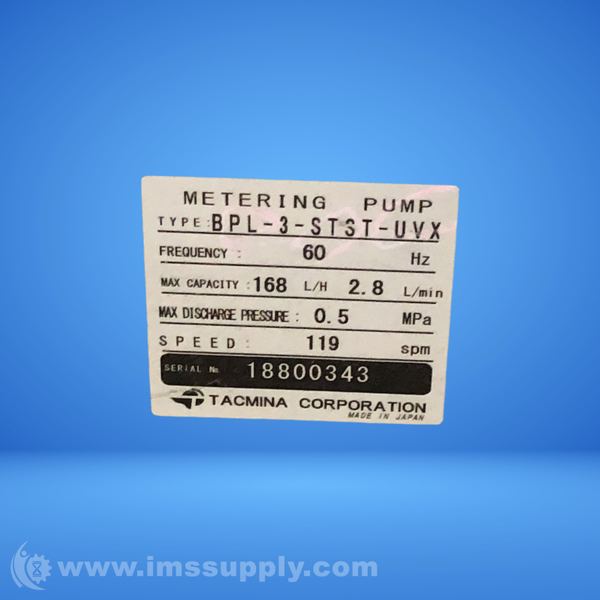 METERING PUMP
TYPE: BPL-3-ST3T-UVX
FREQUENCY: 60 Hz
MAX CAPACITY: 168 L/H 2.8 L/min
MAX DISCHARGE PRESSURE: 0.5 MPa
SPEED: 119 spm
SERIAL № 18800343
TACMINA CORPORATION
MADE IN JAPAN
www.imssupply.com